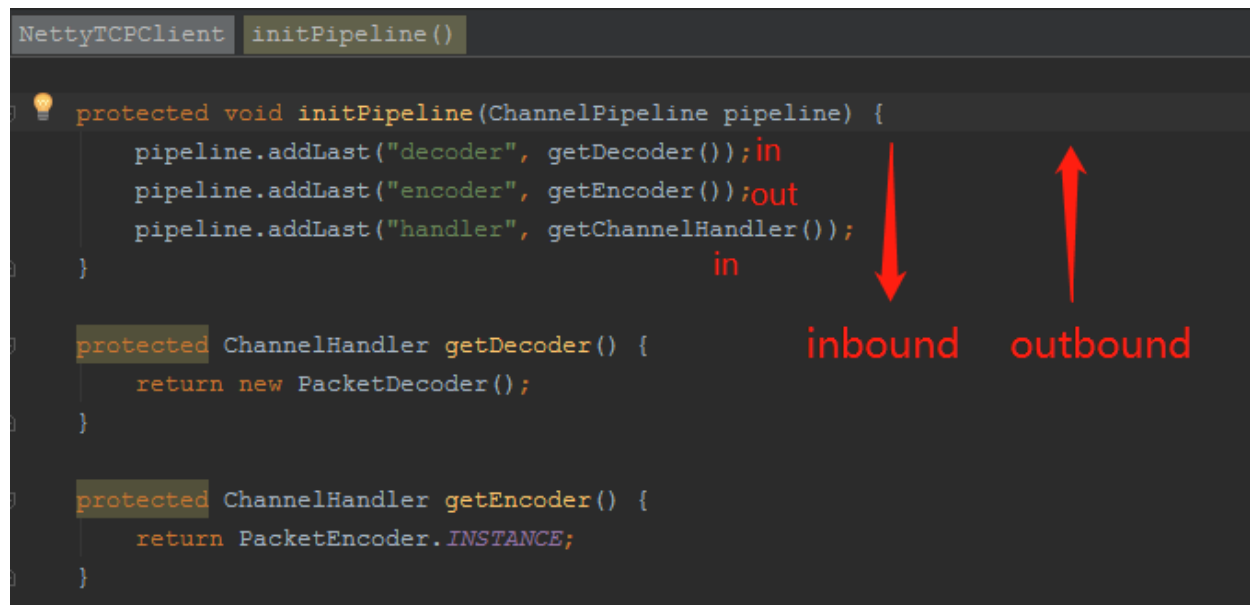 NettyTCPClient initPipeline()
protected void initPipeline(ChannelPipeline pipeline) {
pipeline.addLast("decoder", getDecoder()); in
pipeline.addLast("encoder", getEncoder()); out
pipeline.addLast("handler", getChannelHandler());
} in
inbound outbound
protected ChannelHandler getDecoder() {
return new PacketDecoder();
}
protected ChannelHandler getEncoder() {
return PacketEncoder.INSTANCE;
}